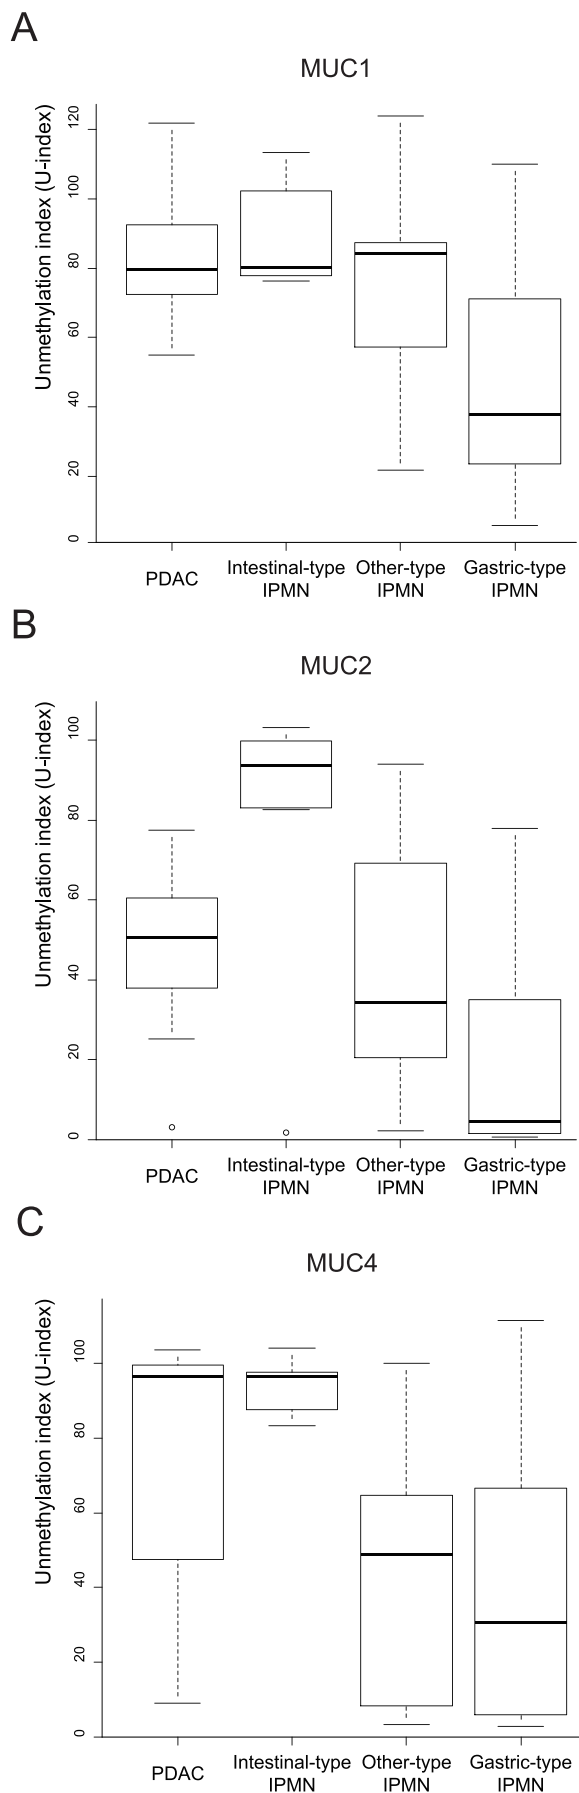 A
MUC1
Unmethylation index (U-index)
120
100
80
60
40
20
0
PDAC
Intestinal-type
IPMN
Other-type
IPMN
Gastric-type
IPMN
B
MUC2
Unmethylation index (U-index)
100
80
60
40
20
0
PDAC
Intestinal-type
IPMN
Other-type
IPMN
Gastric-type
IPMN
C
MUC4
Unmethylation index (U-index)
100
80
60
40
20
0
PDAC
Intestinal-type
IPMN
Other-type
IPMN
Gastric-type
IPMN